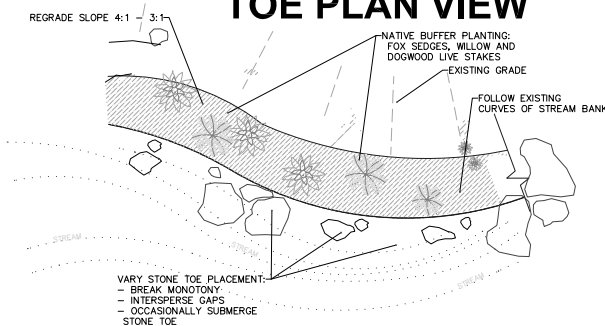 TOE PLAN VIEW
REGRADE SLOPE 4:1 - 3:1
NATIVE BUFFER PLANTING:
FOX SEDGES, WILLOW AND
DOGWOOD LIVE STAKES
EXISTING GRADE
FOLLOW EXISTING
CURVES OF STREAM BANK
STREAM
STREAM
STREAM
VARY STONE TOE PLACEMENT:
- BREAK MONOTONY
- INTERSPERSE GAPS
- OCCASIONALLY SUBMERGE
STONE TOE